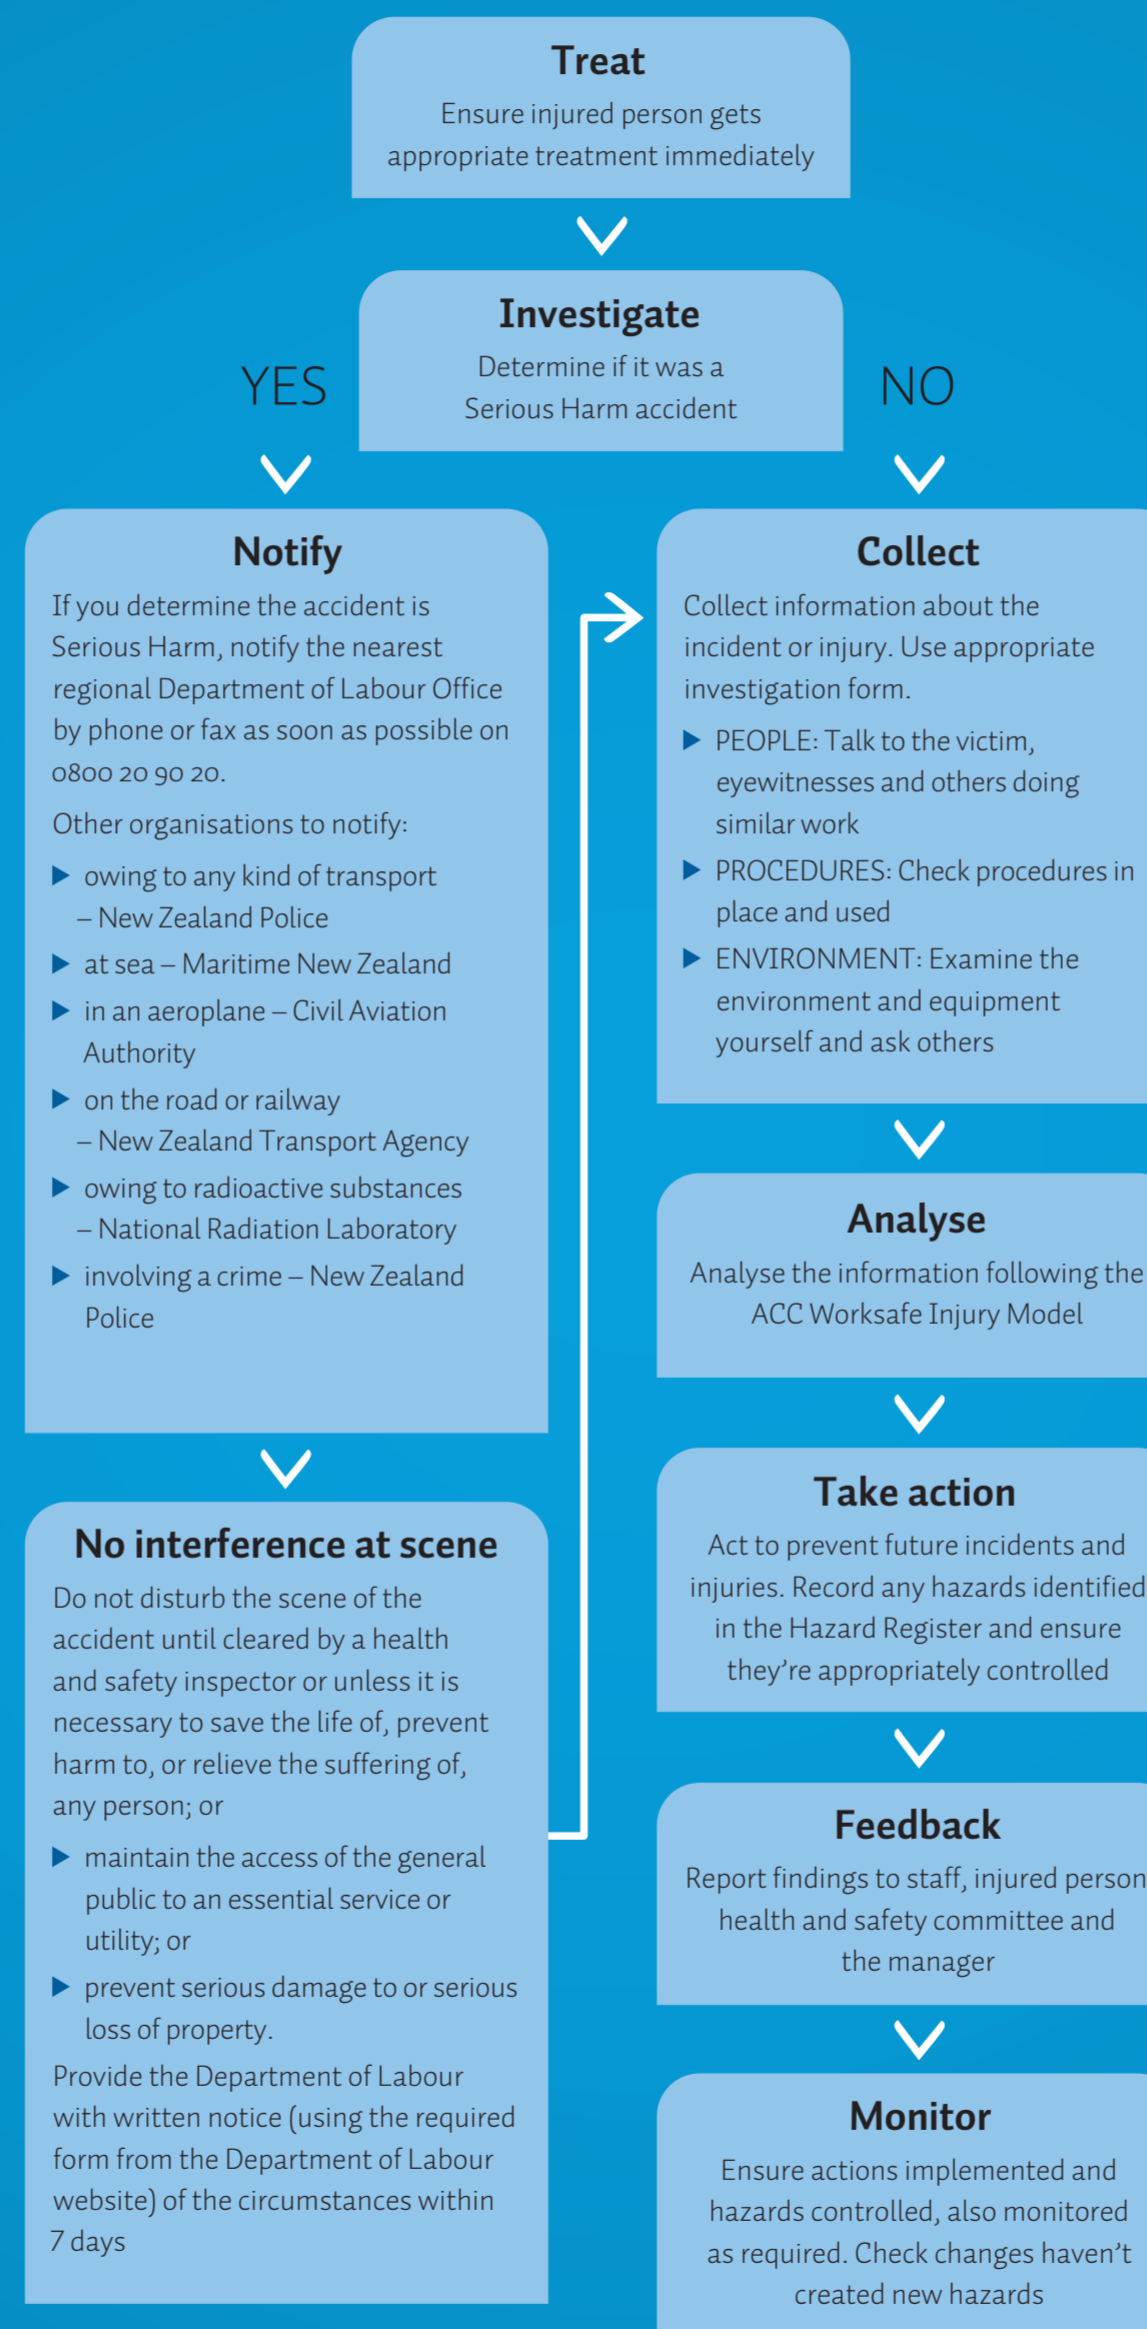 Treat
Ensure injured person gets
appropriate treatment immediately
Investigate
Determine if it was a
Serious Harm accident
YES
NO
Notify
If you determine the accident is
Serious Harm, notify the nearest
regional Department of Labour Office
by phone or fax as soon as possible on
0800 20 90 20.
Other organisations to notify:
▶ owing to any kind of transport
– New Zealand Police
▶ at sea – Maritime New Zealand
▶ in an aeroplane – Civil Aviation
Authority
▶ on the road or railway
– New Zealand Transport Agency
▶ owing to radioactive substances
– National Radiation Laboratory
▶ involving a crime – New Zealand
Police
No interference at scene
Do not disturb the scene of the
accident until cleared by a health
and safety inspector or unless it is
necessary to save the life of, prevent
harm to, or relieve the suffering of,
any person; or
▶ maintain the access of the general
public to an essential service or
utility; or
▶ prevent serious damage to or serious
loss of property.
Provide the Department of Labour
with written notice (using the required
form from the Department of Labour
website) of the circumstances within
7 days
Collect
Collect information about the
incident or injury. Use appropriate
investigation form.
▶ PEOPLE: Talk to the victim,
eyewitnesses and others doing
similar work
▶ PROCEDURES: Check procedures in
place and used
▶ ENVIRONMENT: Examine the
environment and equipment
yourself and ask others
Analyse
Analyse the information following the
ACC Worksafe Injury Model
Take action
Act to prevent future incidents and
injuries. Record any hazards identified
in the Hazard Register and ensure
they’re appropriately controlled
Feedback
Report findings to staff, injured person
health and safety committee and
the manager
Monitor
Ensure actions implemented and
hazards controlled, also monitored
as required. Check changes haven’t
created new hazards